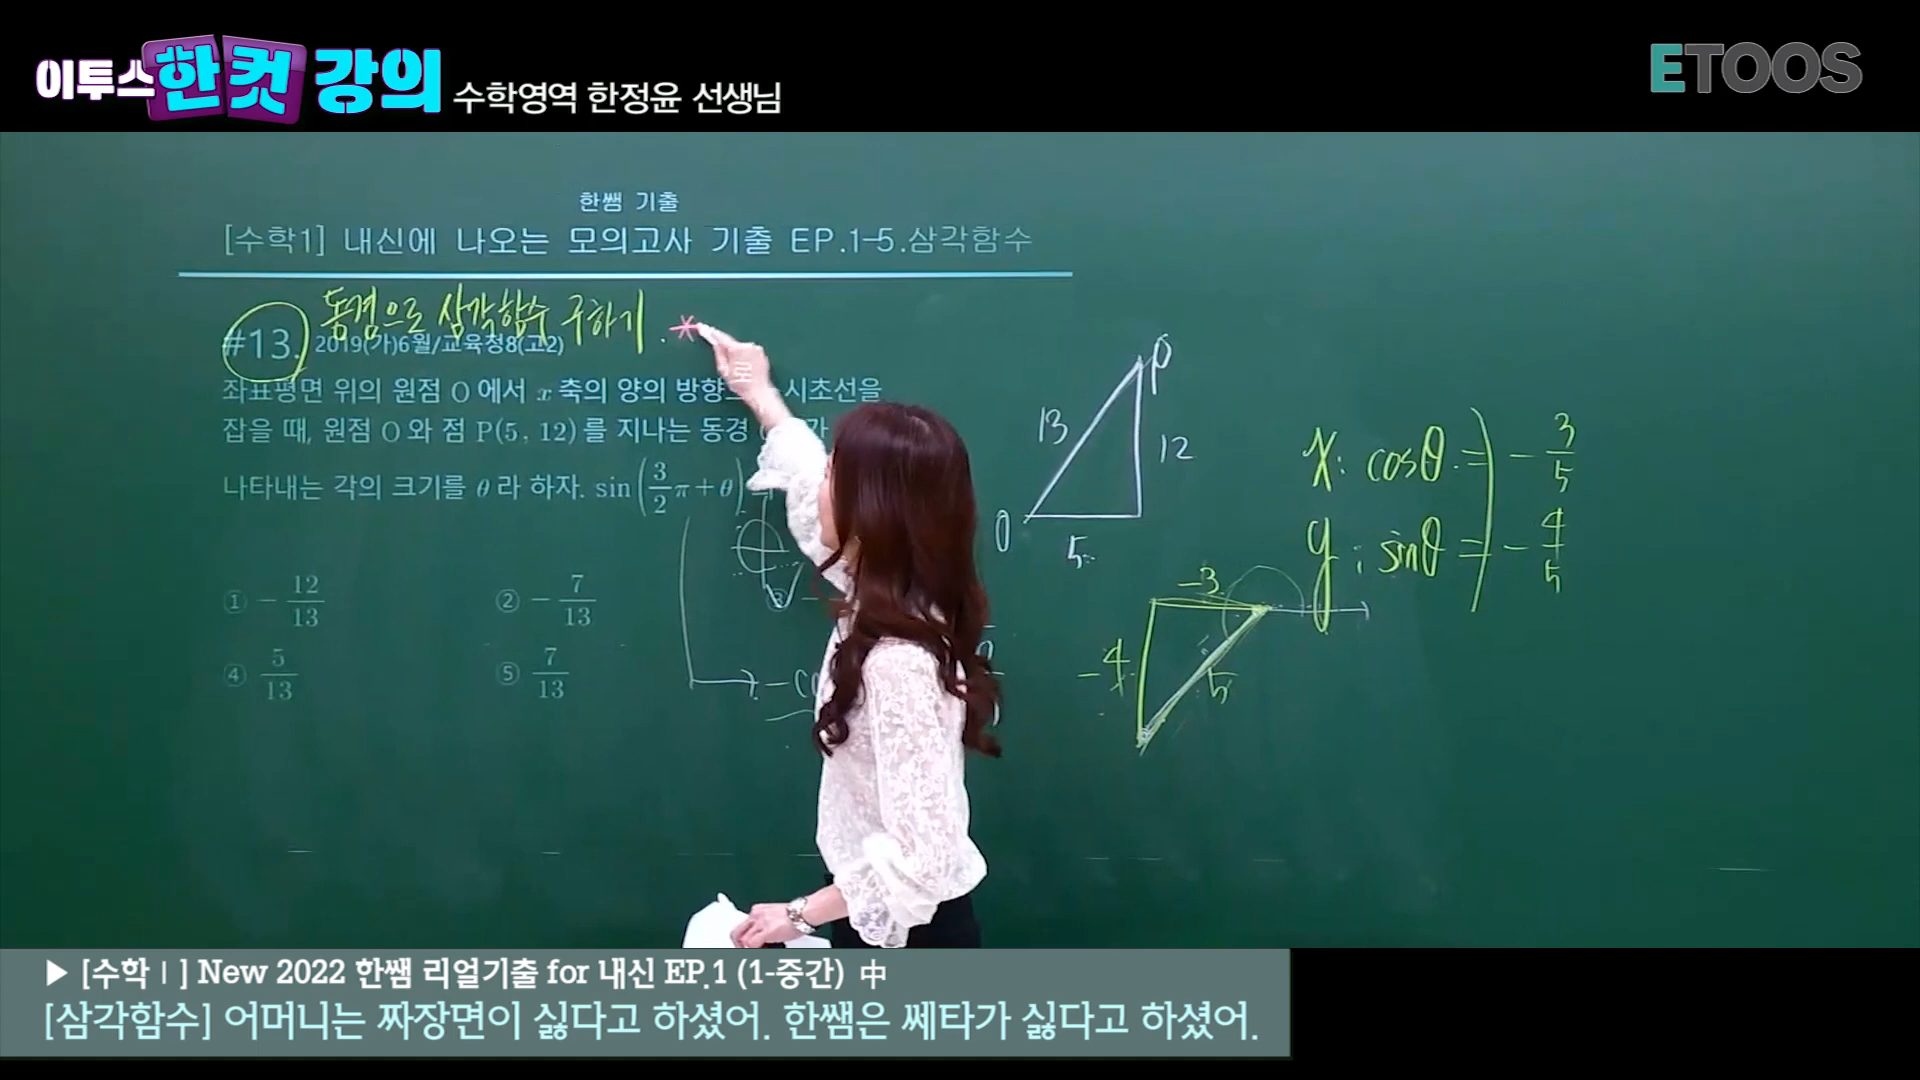 이투스 한컷 강의 수학영역 한정윤 선생님
ETOOS
한쌤 기출
[수학1] 내신에 나오는 모의고사 기출 EP.1-5.삼각함수
동경으로 삼각함수 구하기.*
#13. 2019(가)6월/교육청8(고2)
좌표평면 위의 원점 O 에서 x 축의 양의 방향 로 시초선을
잡을 때, 원점 O 와 점 P(5, 12) 를 지나는 동경
나타내는 각의 크기를 θ 라 하자. sin(3/2 π+θ)
① -12/13
② -7/13
③ -
④ 5/13
⑤ 7/13
P
13
12
O
5
x: cosθ = -3/5
y: sinθ = -4/5
-3
-4
5
▶ [수학Ⅰ] New 2022 한쌤 리얼기출 for 내신 EP.1 (1-중간) 中
[삼각함수] 어머니는 짜장면이 싫다고 하셨어. 한쌤은 쎄타가 싫다고 하셨어.